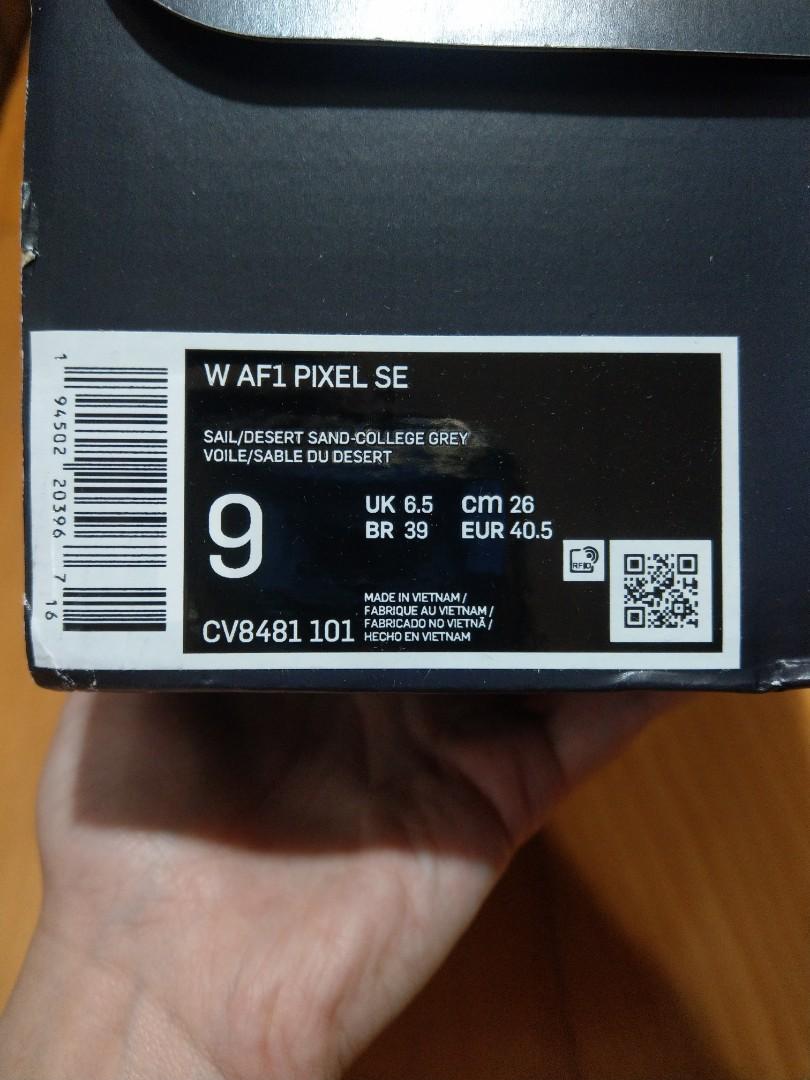 W AF1 PIXEL SE
SAIL/DESERT SAND-COLLEGE GREY
VOILE/SABLE DU DESERT
9
UK 6.5 cm 26
BR 39 EUR 40.5
RFID
CV8481 101
MADE IN VIETNAM /
FABRIQUE AU VIETNAM /
FABRICADO NO VIETNÃ /
HECHO EN VIETNAM
1 94502 20396 7 16